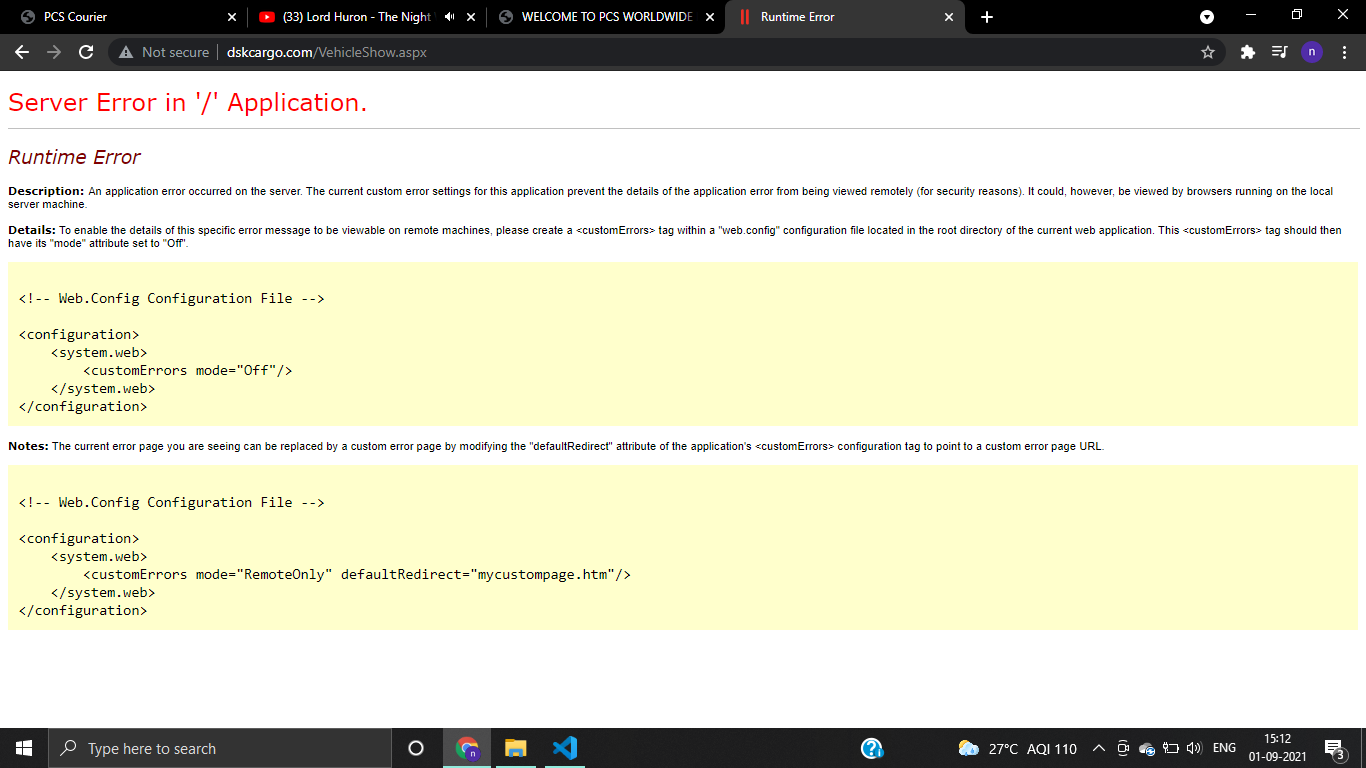 PCS Courier
(33) Lord Huron - The Night
WELCOME TO PCS WORLDWIDE
Runtime Error
Not secure
dskcargo.com/VehicleShow.aspx
n
Server Error in '/' Application.
Runtime Error
Description: An application error occurred on the server. The current custom error settings for this application prevent the details of the application error from being viewed remotely (for security reasons). It could, however, be viewed by browsers running on the local
server machine.
Details: To enable the details of this specific error message to be viewable on remote machines, please create a <customErrors> tag within a "web.config" configuration file located in the root directory of the current web application. This <customErrors> tag should then
have its "mode" attribute set to "Off".
<!-- Web.Config Configuration File -->
<configuration>
    <system.web>
        <customErrors mode="Off"/>
    </system.web>
</configuration>
Notes: The current error page you are seeing can be replaced by a custom error page by modifying the "defaultRedirect" attribute of the application's <customErrors> configuration tag to point to a custom error page URL.
<!-- Web.Config Configuration File -->
<configuration>
    <system.web>
        <customErrors mode="RemoteOnly" defaultRedirect="mycustompage.htm"/>
    </system.web>
</configuration>
Type here to search
n
27°C AQI 110
ENG
15:12
01-09-2021
3